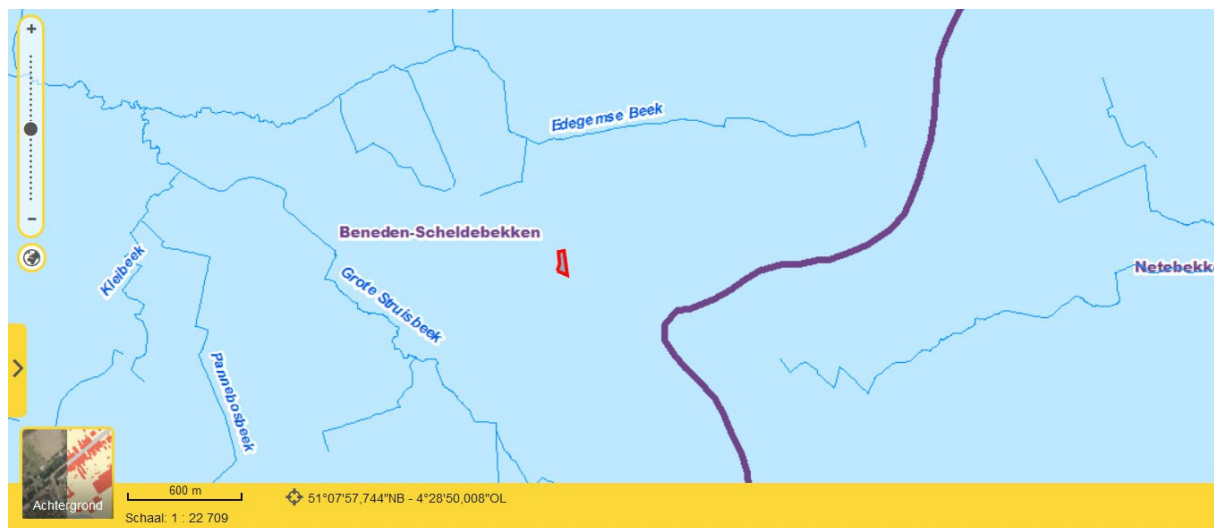 +
Edegemse Beek
−
Beneden-Scheldebekken
Kleibeek
Grote Struisbeek
Netebekk
Pannebosbeek
Achtergrond
600 m
51°07'57,744"NB - 4°28'50,008"OL
Schaal: 1 : 22 709